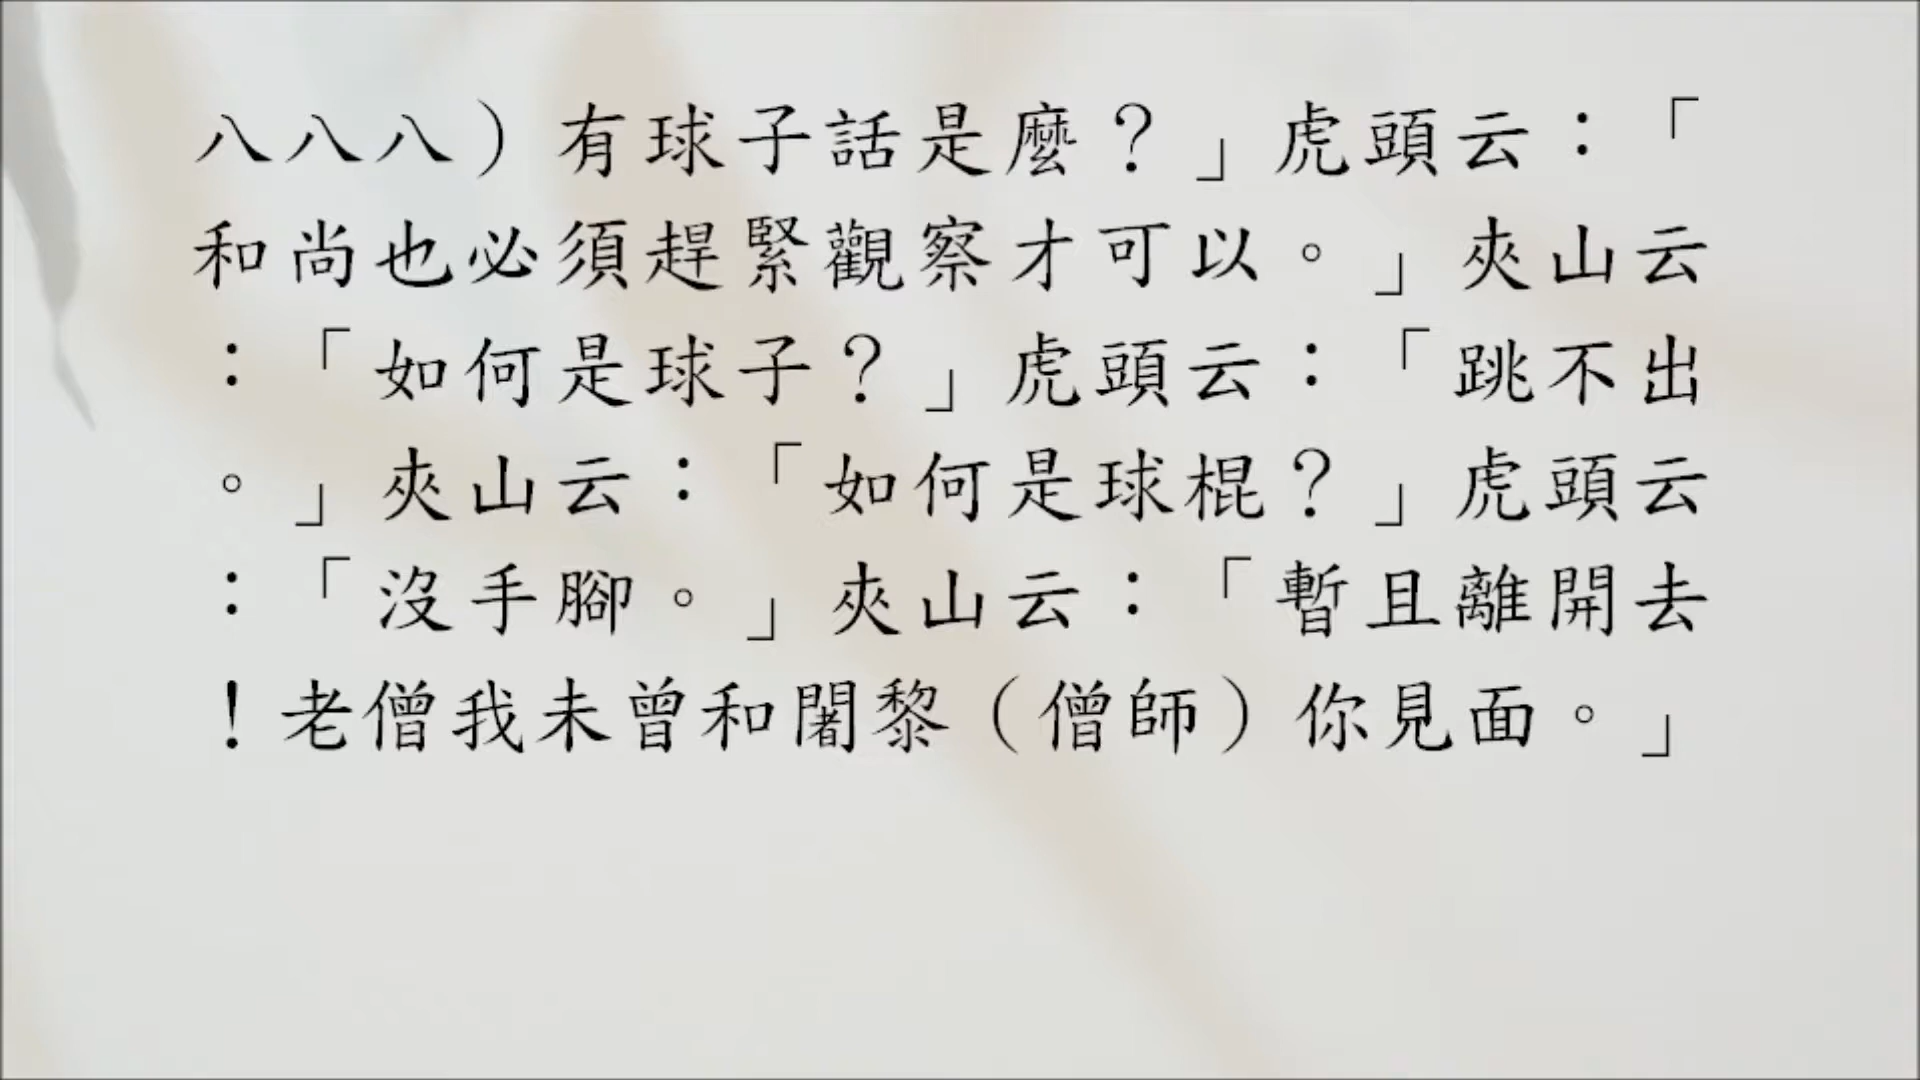 八八八）有球子話是麼？」虎頭云：「
和尚也必須趕緊觀察才可以。」夾山云
：「如何是球子？」虎頭云：「跳不出
。」夾山云：「如何是球棍？」虎頭云
：「沒手腳。」夾山云：「暫且離開去
！老僧我未曾和闍黎（僧師）你見面。」